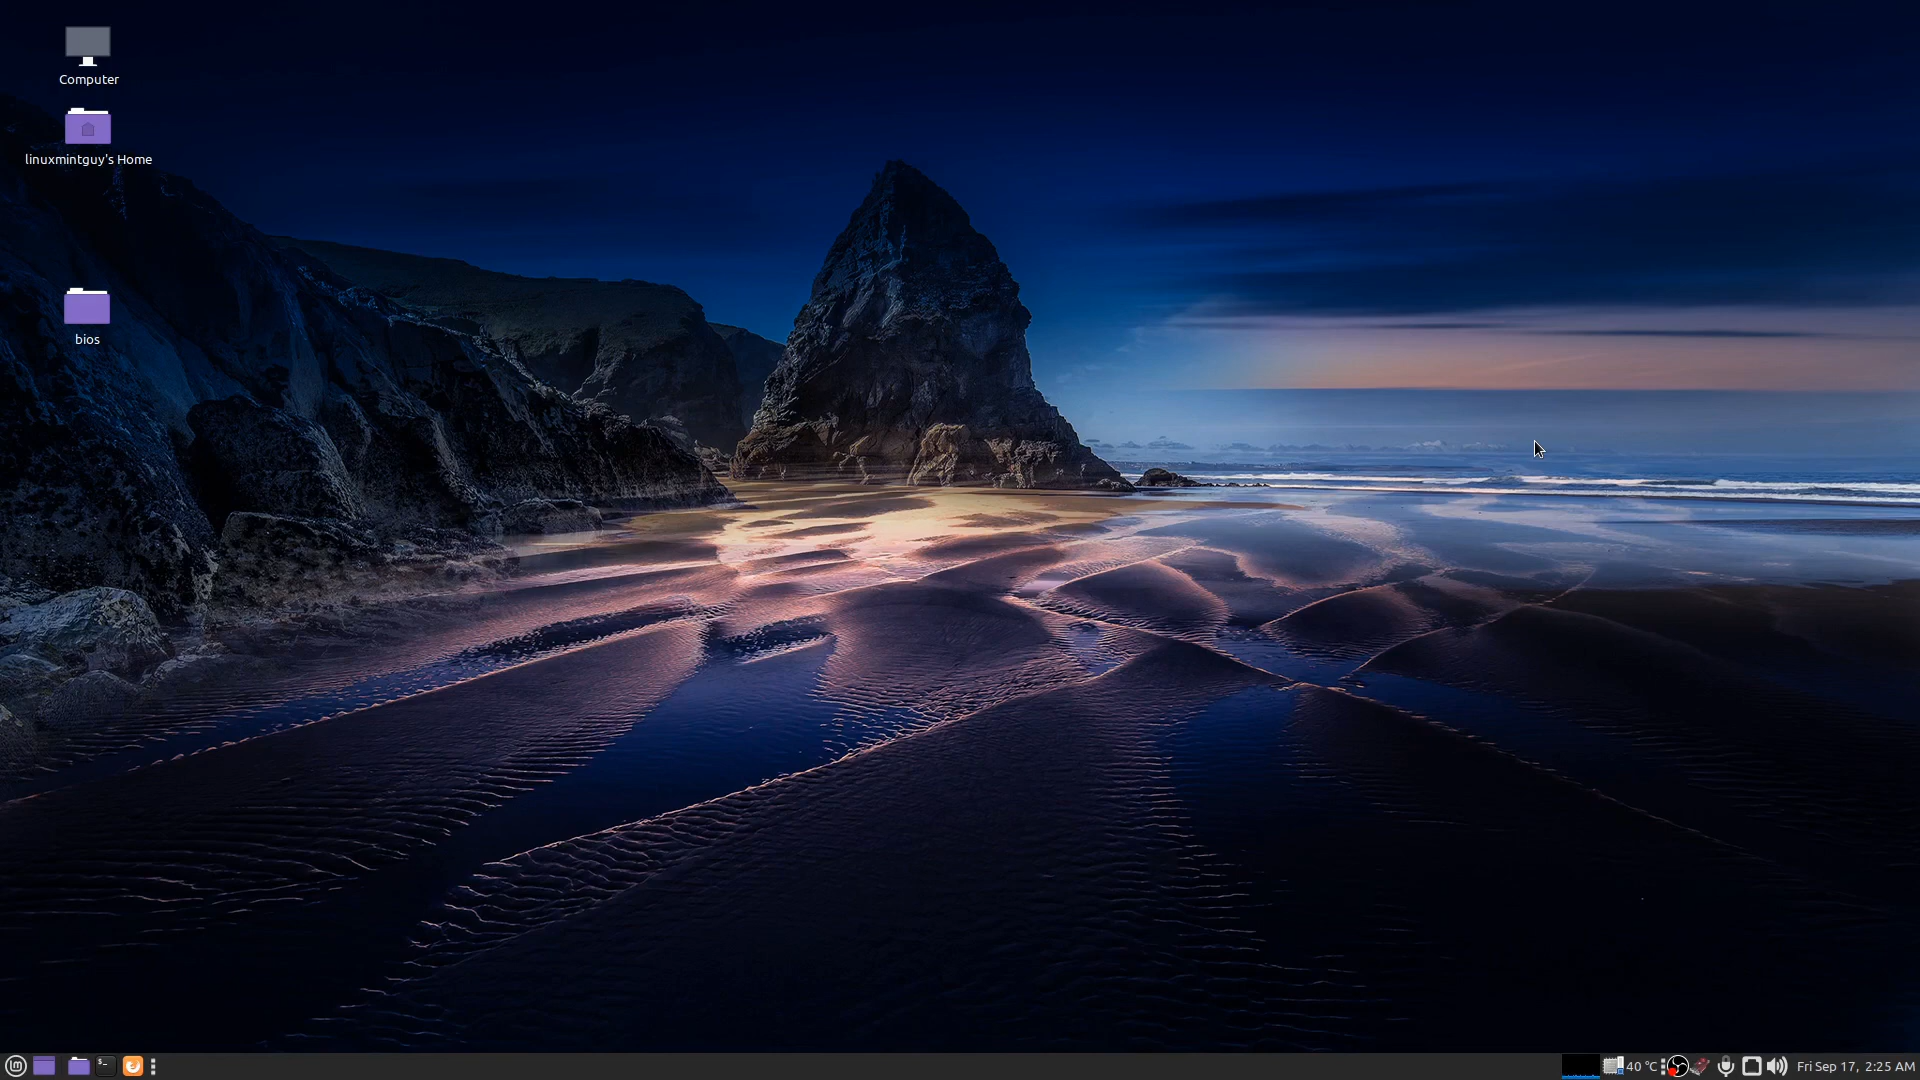 Computer
linuxmintguy's Home
bios
40 °C
Fri Sep 17, 2:25 AM